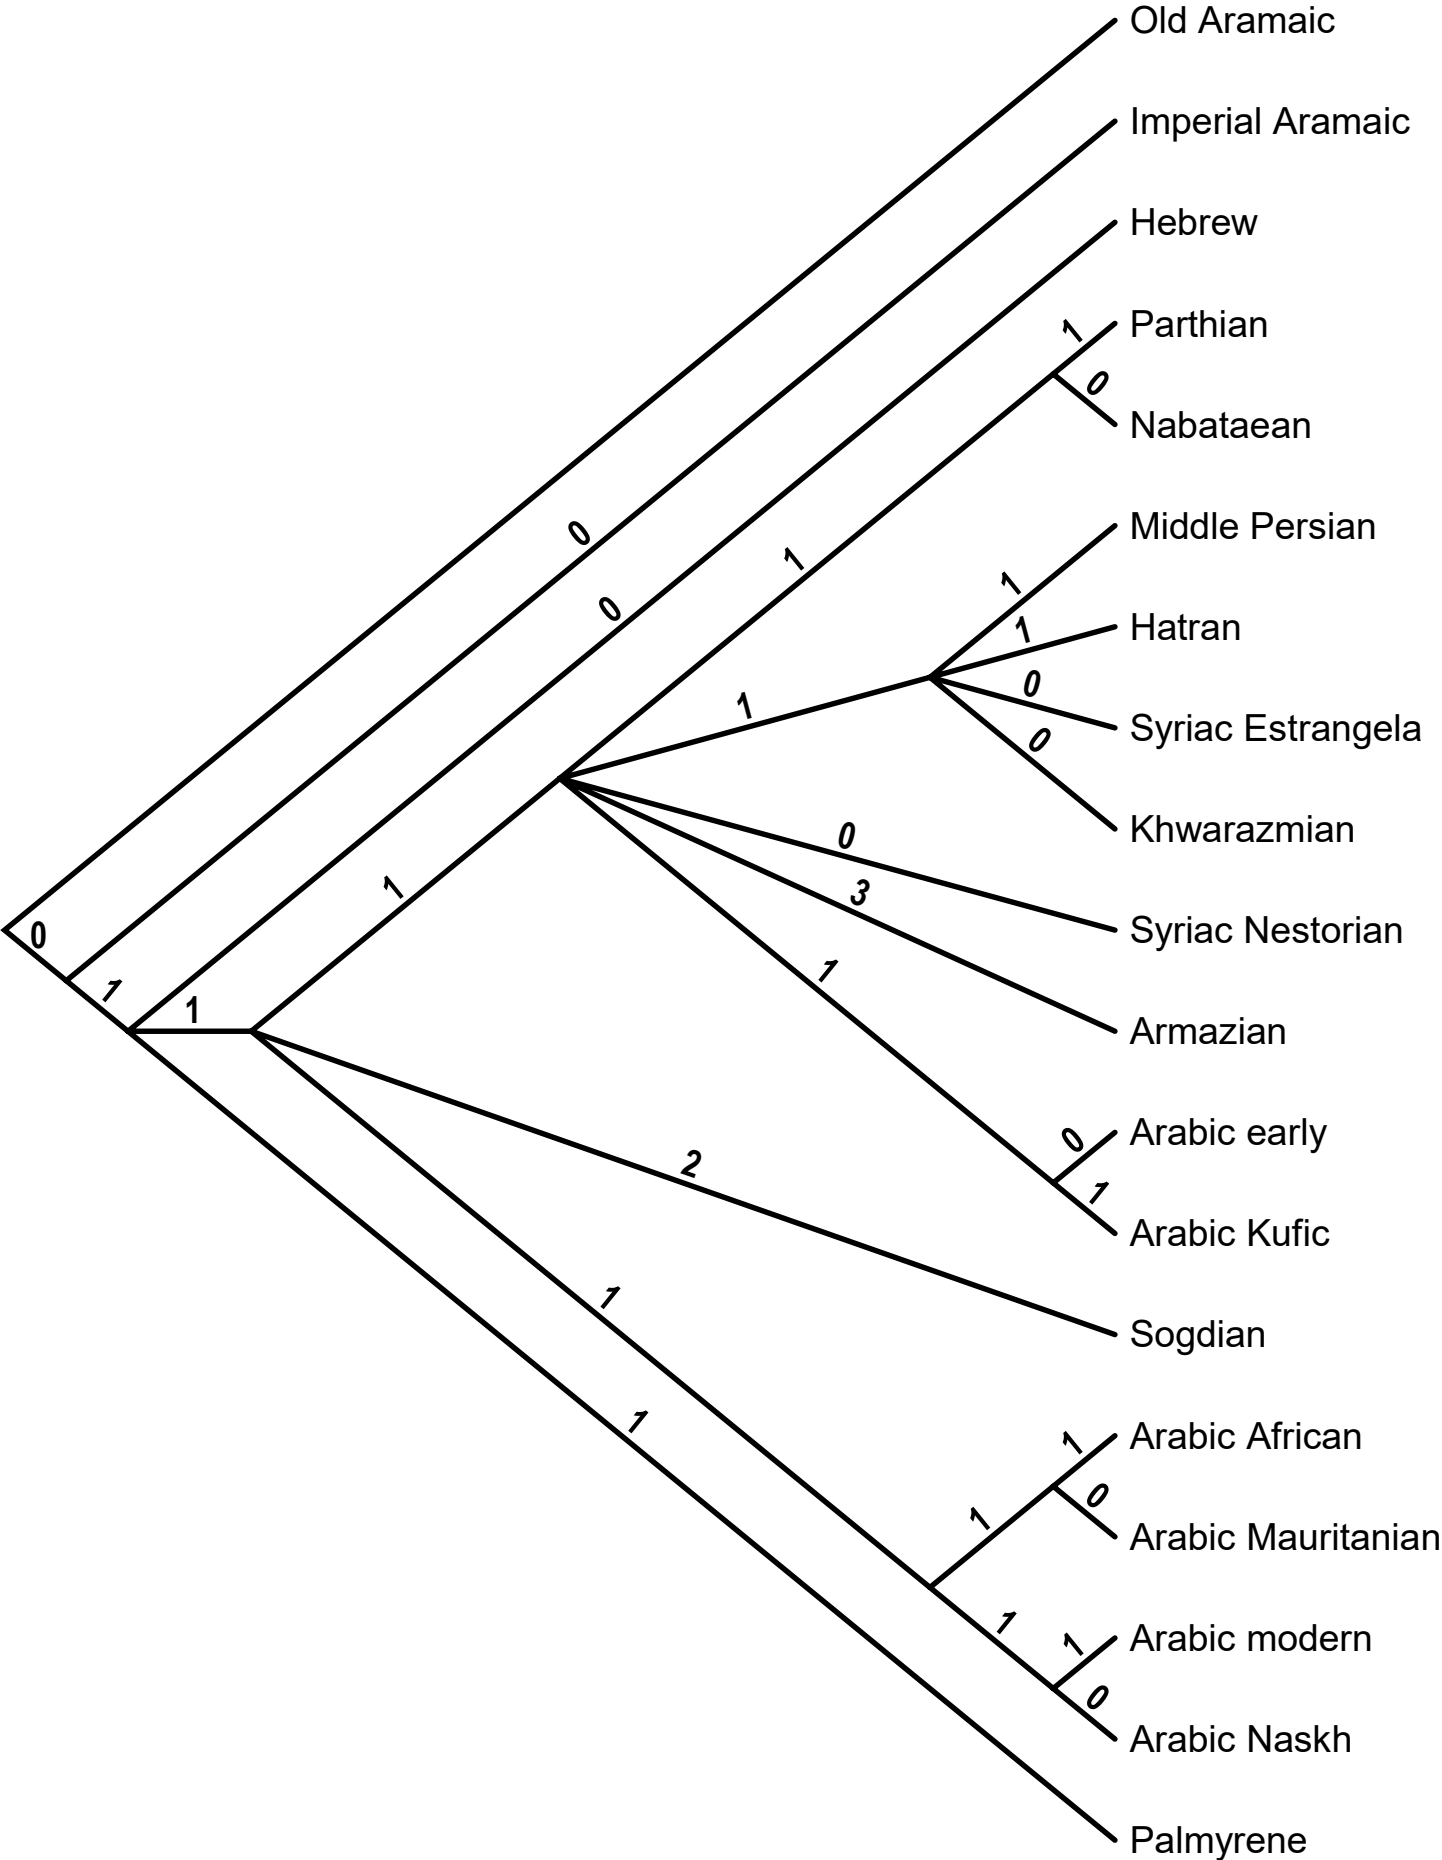 Old Aramaic
Imperial Aramaic
Hebrew
1
Parthian
0
Nabataean
0
Middle Persian
1
1
0
Hatran
1
0
1
Syriac Estrangela
0
Khwarazmian
0
1
3
Syriac Nestorian
0
1
1
1
Armazian
0
Arabic early
2
1
Arabic Kufic
1
Sogdian
1
1
Arabic African
0
1
Arabic Mauritanian
1
1
Arabic modern
0
Arabic Naskh
Palmyrene